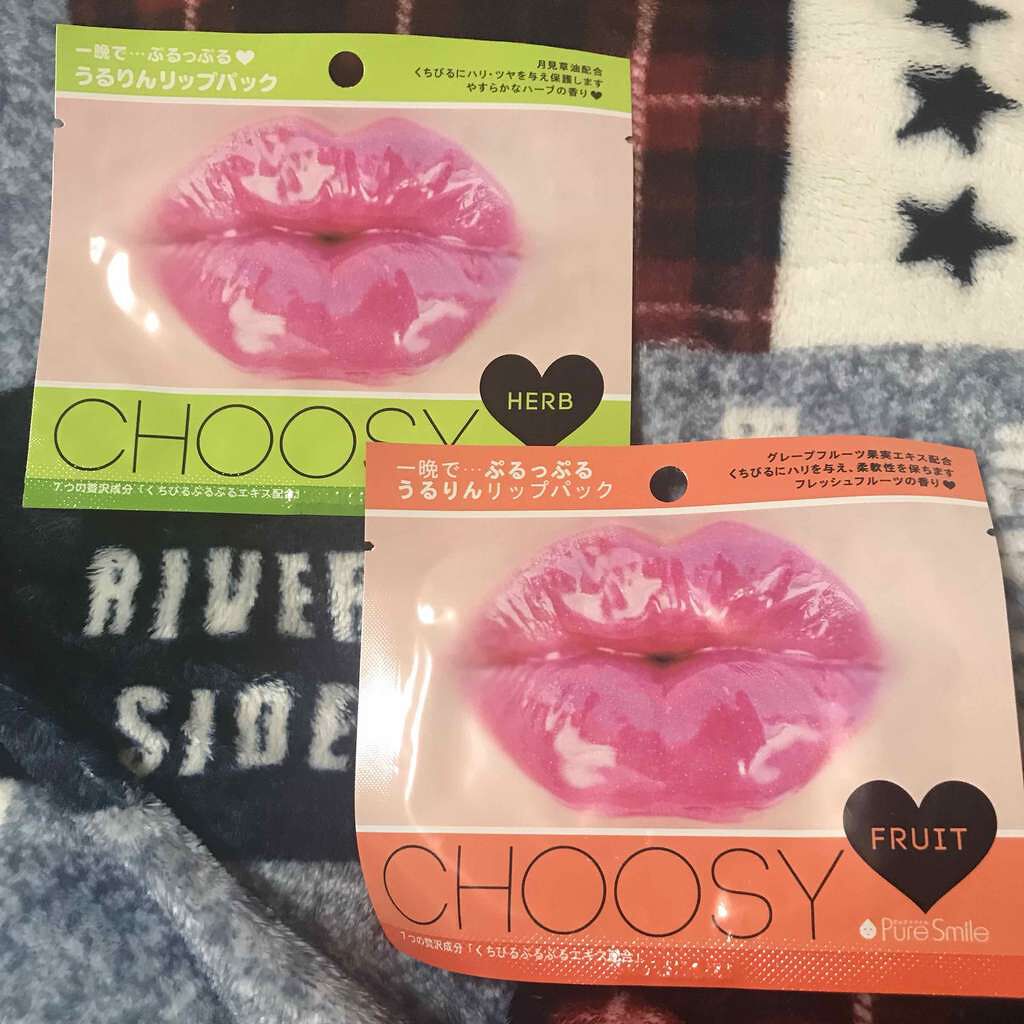 一晩で…ぷるっぷる♥
うるりんリップパック
月見草油配合
くちびるにハリ・ツヤを与え保護します
やすらかなハーブの香り♥
HERB
CHOOSY
7つの贅沢成分「くちびるぷるぷるエキス配合」
一晩で…ぷるっぷる
うるりんリップパック
グレープフルーツ果実エキス配合
くちびるにハリを与え、柔軟性を保ちます
フレッシュフルーツの香り♥
FRUIT
CHOOSY
Pure Smile
7つの贅沢成分「くちびるぷるぷるエキス配合」
RIVER
SIDE